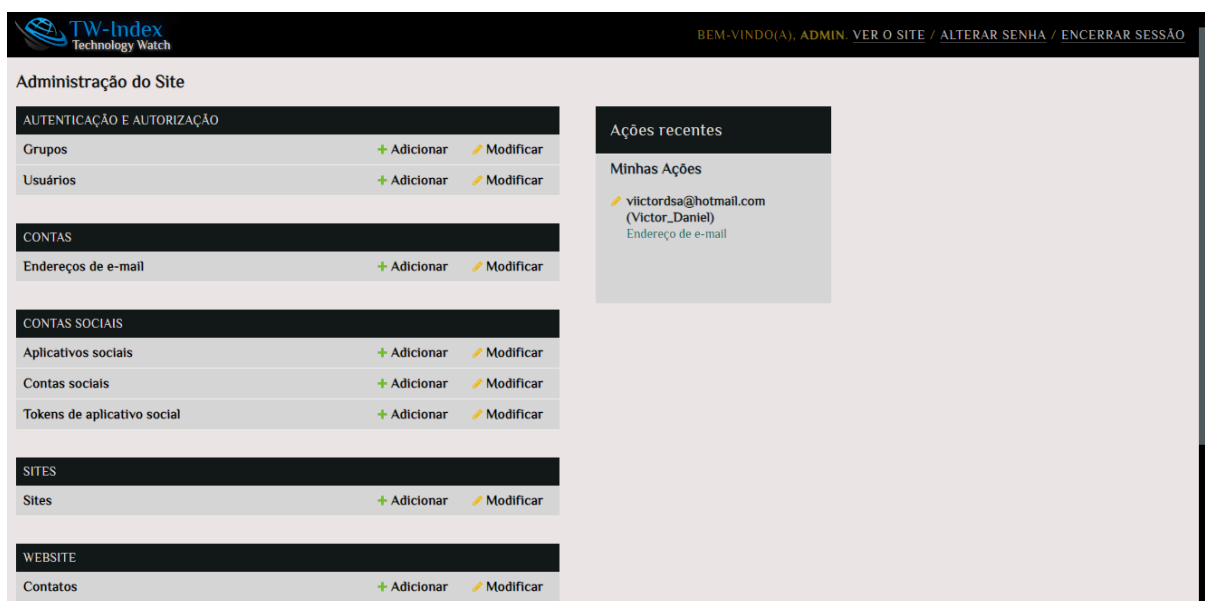 TW-Index
Technology Watch
BEM-VINDO(A), ADMIN. VER O SITE / ALTERAR SENHA / ENCERRAR SESSÃO
Administração do Site
AUTENTICAÇÃO E AUTORIZAÇÃO
Grupos Adicionar Modificar
Usuários Adicionar Modificar
CONTAS
Endereços de e-mail Adicionar Modificar
CONTAS SOCIAIS
Aplicativos sociais Adicionar Modificar
Contas sociais Adicionar Modificar
Tokens de aplicativo social Adicionar Modificar
SITES
Sites Adicionar Modificar
WEBSITE
Contatos Adicionar Modificar
Ações recentes
Minhas Ações
viictordsa@hotmail.com
(Victor_Daniel)
Endereço de e-mail